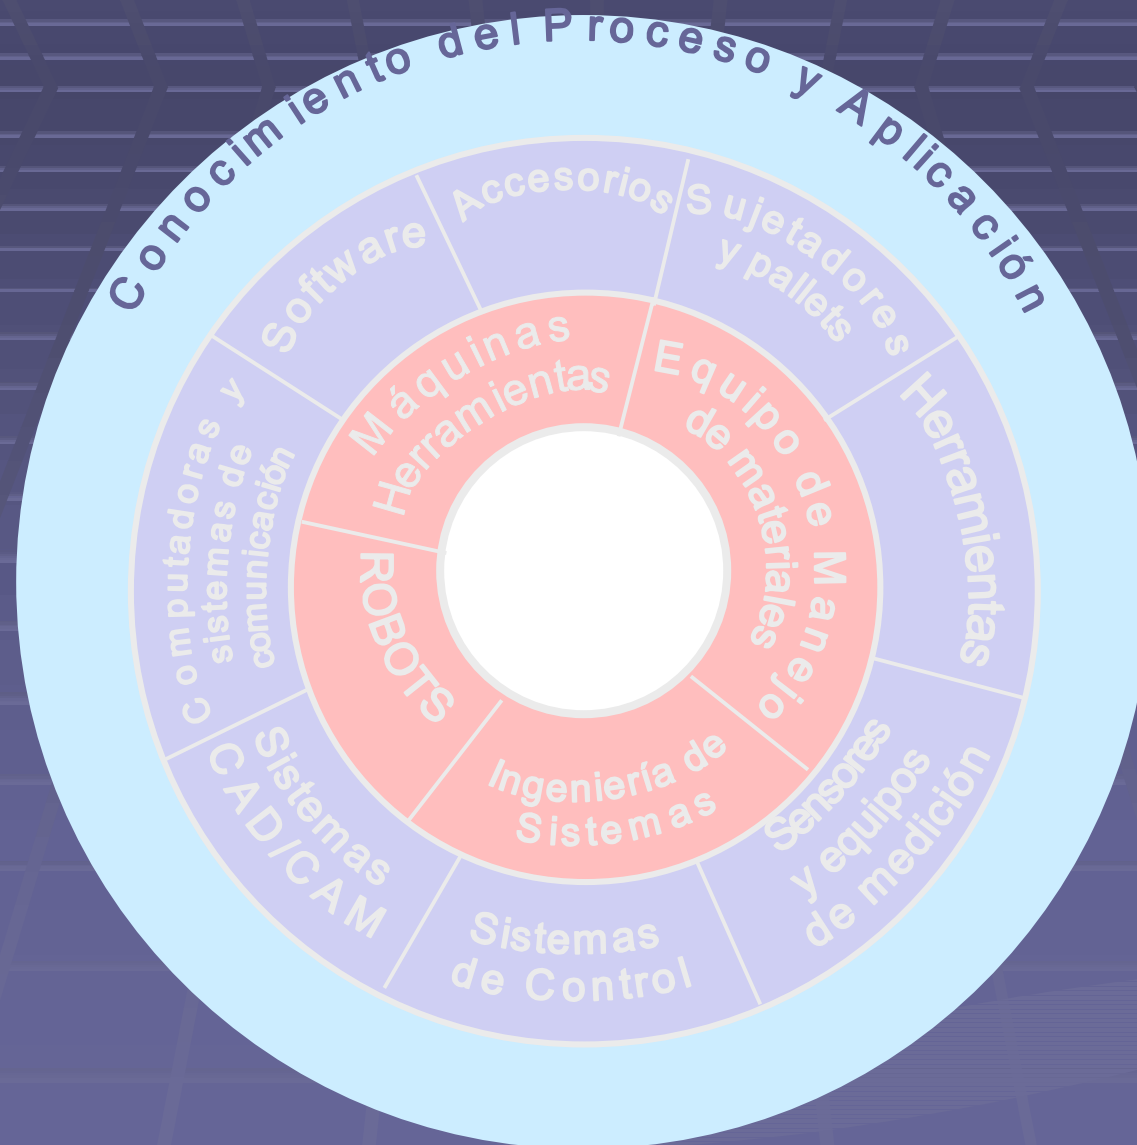 Conocimiento del Proceso y Aplicación
Accesorios
Sujetadores
y pallets
Herramientas
Sensores
y equipos
de medición
Sistemas
de Control
Sistemas
CAD/CAM
Computadoras y
sistemas de
comunicación
Software
Máquinas
Herramientas
Equipo de Manejo
de materiales
Ingeniería de
Sistemas
ROBOTS